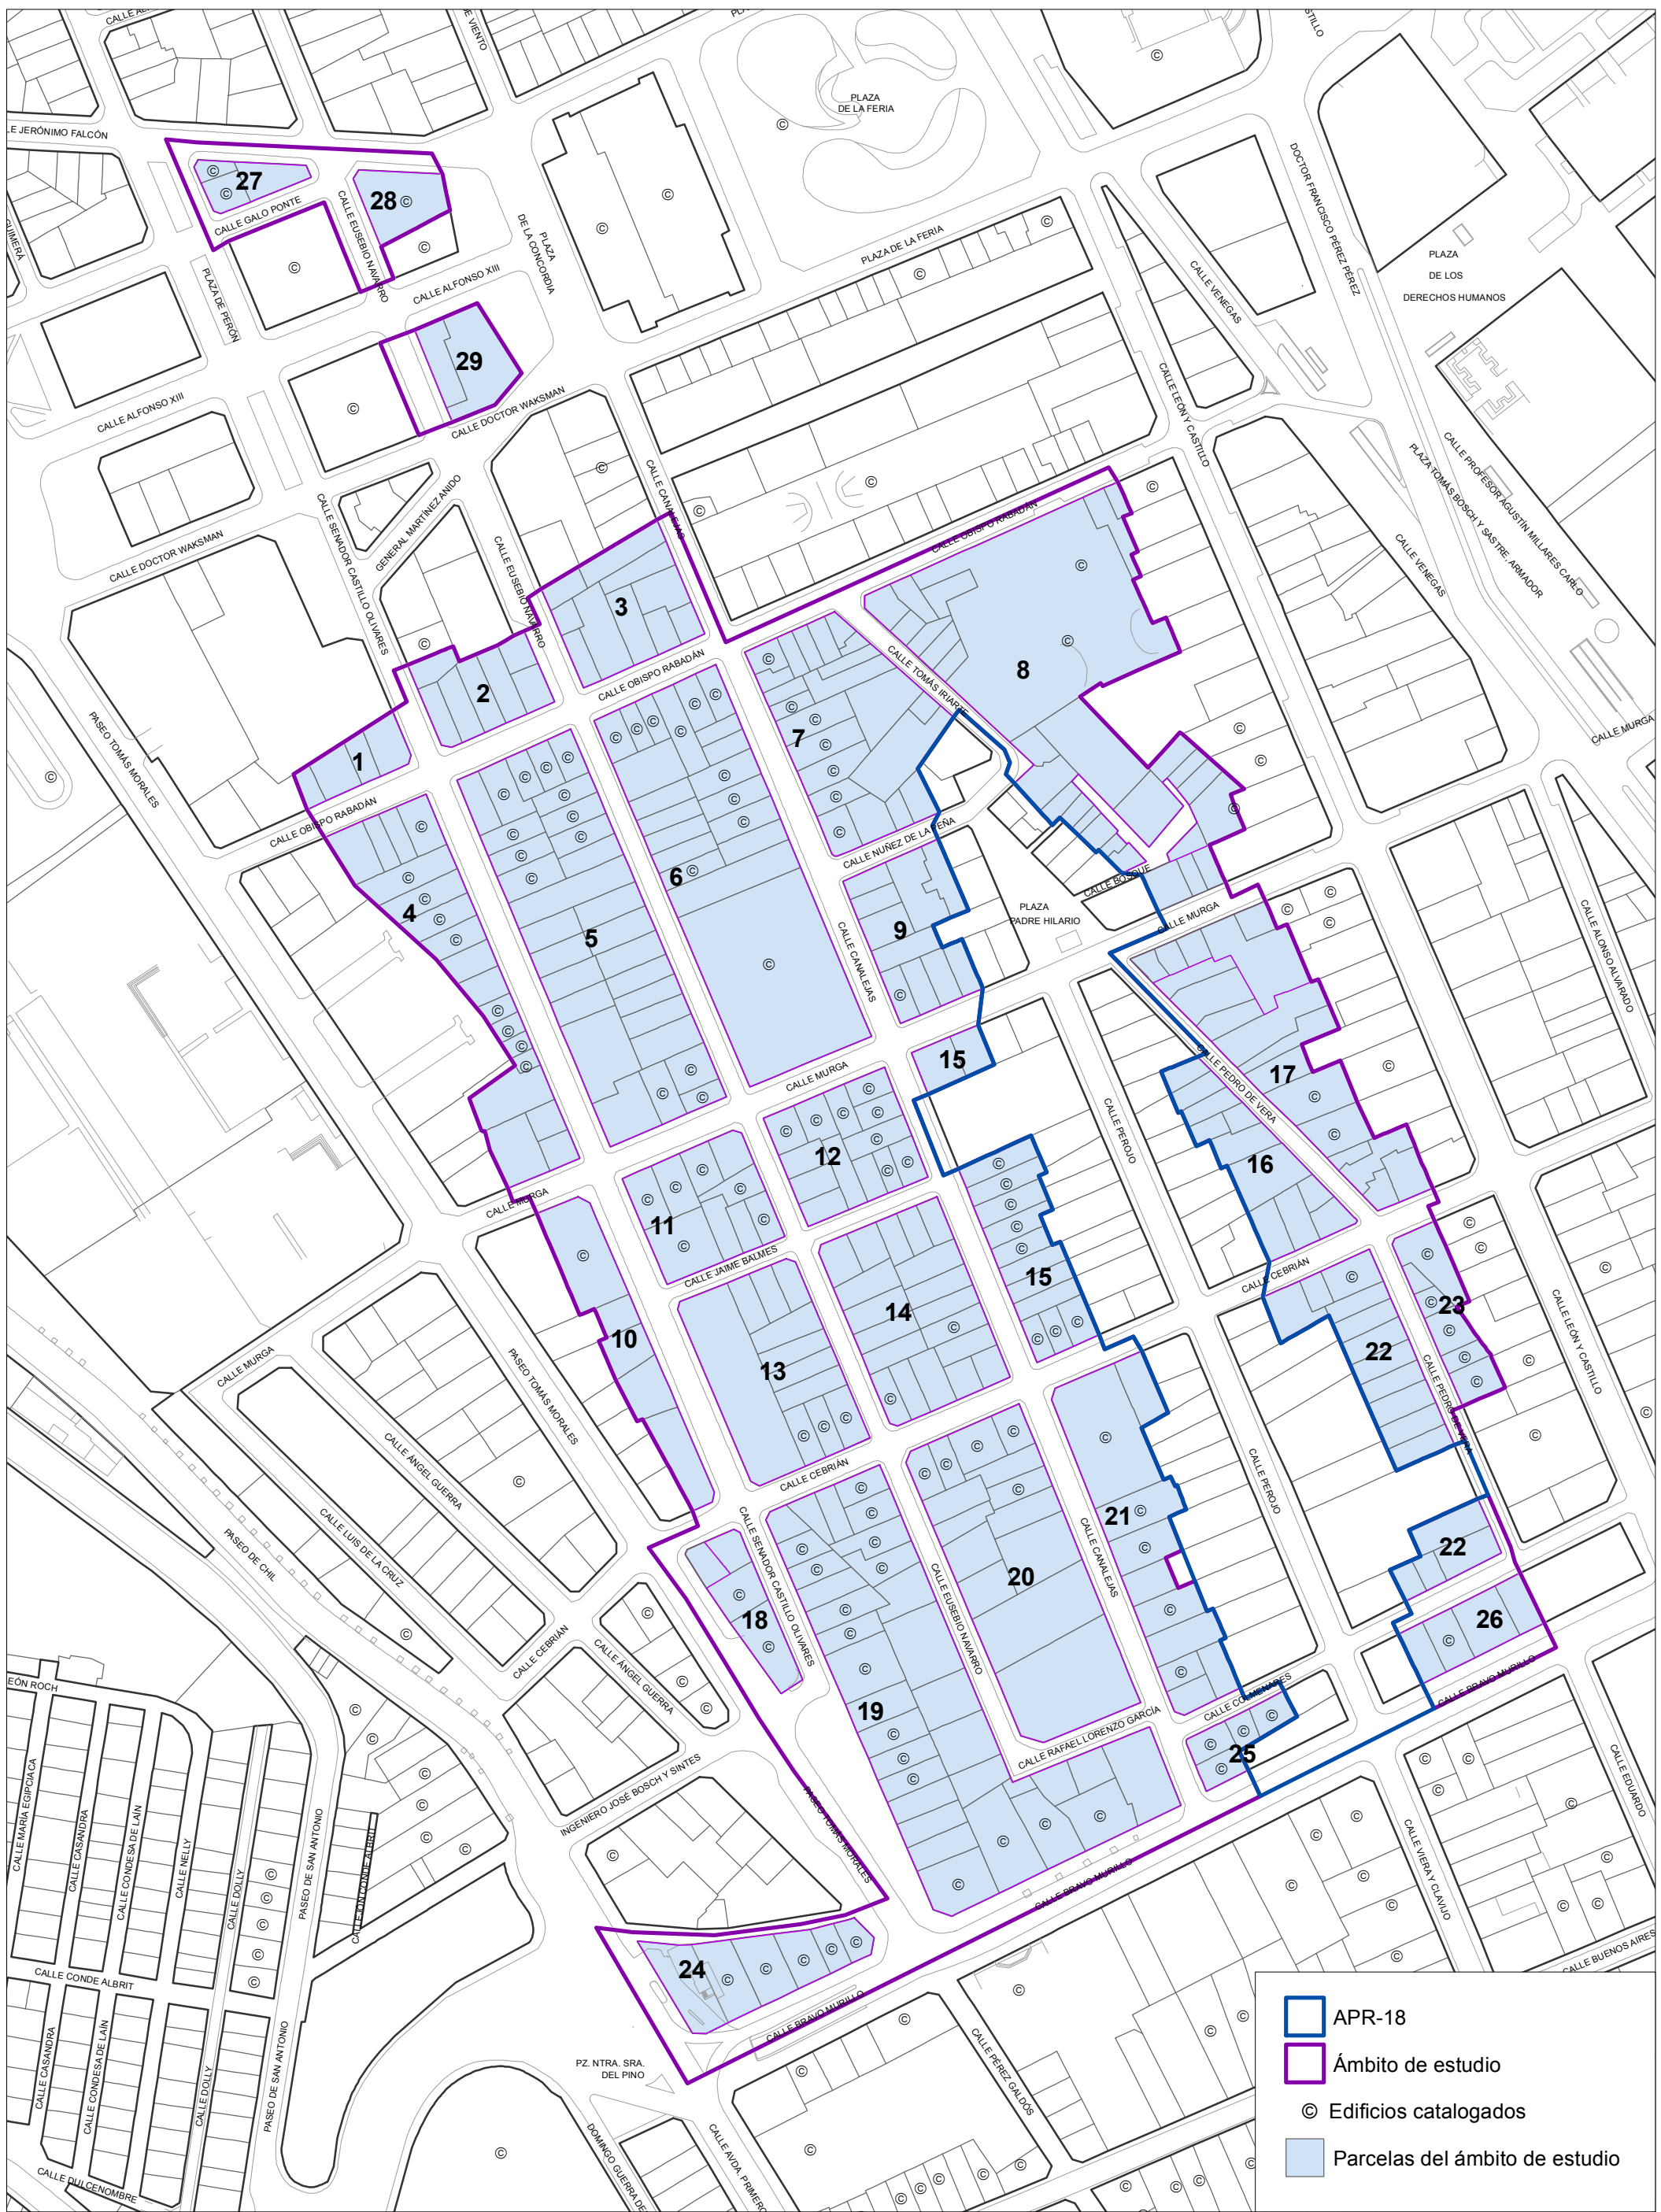 PLAZA
DE LA FERIA
LE JERÓNIMO FALCÓN
27
28 ©
CALLE GALO PONTE
CALLE EUSEBIO NAVARRO
PLAZA DE PERÓN
CALLE ALFONSO XIII
PLAZA
DE LA CONCORDIA
PLAZA DE LA FERIA
CALLE VENEGAS
DOCTOR FRANCISCO PÉREZ PÉREZ
PLAZA
DE LOS
DERECHOS HUMANOS
29
CALLE ALFONSO XIII
CALLE DOCTOR WAKSMAN
CALLE LEÓN Y CASTILLO
CALLE PROFESOR AGUSTÍN MILLARES CARLO
PLAZA TOMÁS BOSCH Y SASTRE, ARMADOR
CALLE VENEGAS
CALLE MURGA
CALLE DOCTOR WAKSMAN
CALLE SENADOR CASTILLO OLIVARES
GENERAL MARTÍNEZ ANIDO
CALLE EUSEBIO NAVARRO
CALLE CANALEJAS
CALLE OBISPO RABADÁN
3
2
1
CALLE OBISPO RABADÁN
CALLE TOMÁS IRIARTE
8
7
PASEO TOMÁS MORALES
CALLE OBISPO RABADÁN
4
5
6 ©
CALLE NUÑEZ DE LA PEÑA
9
CALLE CANALEJAS
CALLE BOSQUE
PLAZA
PADRE HILARIO
CALLE MURGA
CALLE ALONSO ALVARADO
CALLE MURGA
15
CALLE PEROJO
CALLE PEDRO DE VERA
17
16
12
11
CALLE MURGA
CALLE JAIME BALMES
10
13
14
15
CALLE CEBRIÁN
23
22
CALLE PEDRO DE VERA
CALLE LEÓN Y CASTILLO
CALLE MURGA
PASEO TOMÁS MORALES
CALLE ANGEL GUERRA
CALLE LUIS DE LA CRUZ
PASEO DE CHIL
CALLE CEBRIÁN
CALLE SENADOR CASTILLO OLIVARES
CALLE EUSEBIO NAVARRO
CALLE CANALEJAS
CALLE PEROJO
21 ©
20
22
26
18
19
CALLE CEBRIÁN
CALLE ÁNGEL GUERRA
INGENIERO JOSÉ BOSCH Y SINTES
PASEO TOMÁS MORALES
CALLE RAFAEL LORENZO GARCÍA
CALLE COLMENARES
25
CALLE BRAVO MURILLO
CALLE BRAVO MURILLO
CALLE EDUARDO
CALLE VIERA Y CLAVIJO
CALLE BUENOS AIRES
EÓN ROCH
CALLE MARÍA EGIPCIACA
CALLE CASANDRA
CALLE CONDESA DE LAÍN
CALLE NELLY
CALLE DOLLY
PASEO DE SAN ANTONIO
CALLEJON CONDE ALBRIT
CALLE CONDE ALBRIT
CALLE CASANDRA
CALLE CONDESA DE LAÍN
CALLE DOLLY
PASEO DE SAN ANTONIO
CALLE DULCENOMBRE
24
CALLE BRAVO MURILLO
PZ. NTRA. SRA.
DEL PINO
CALLE PÉREZ GALDÓS
DOMINGO GUERRA DE
CALLE AVDA. PRIMERO
APR-18
Ámbito de estudio
© Edificios catalogados
Parcelas del ámbito de estudio